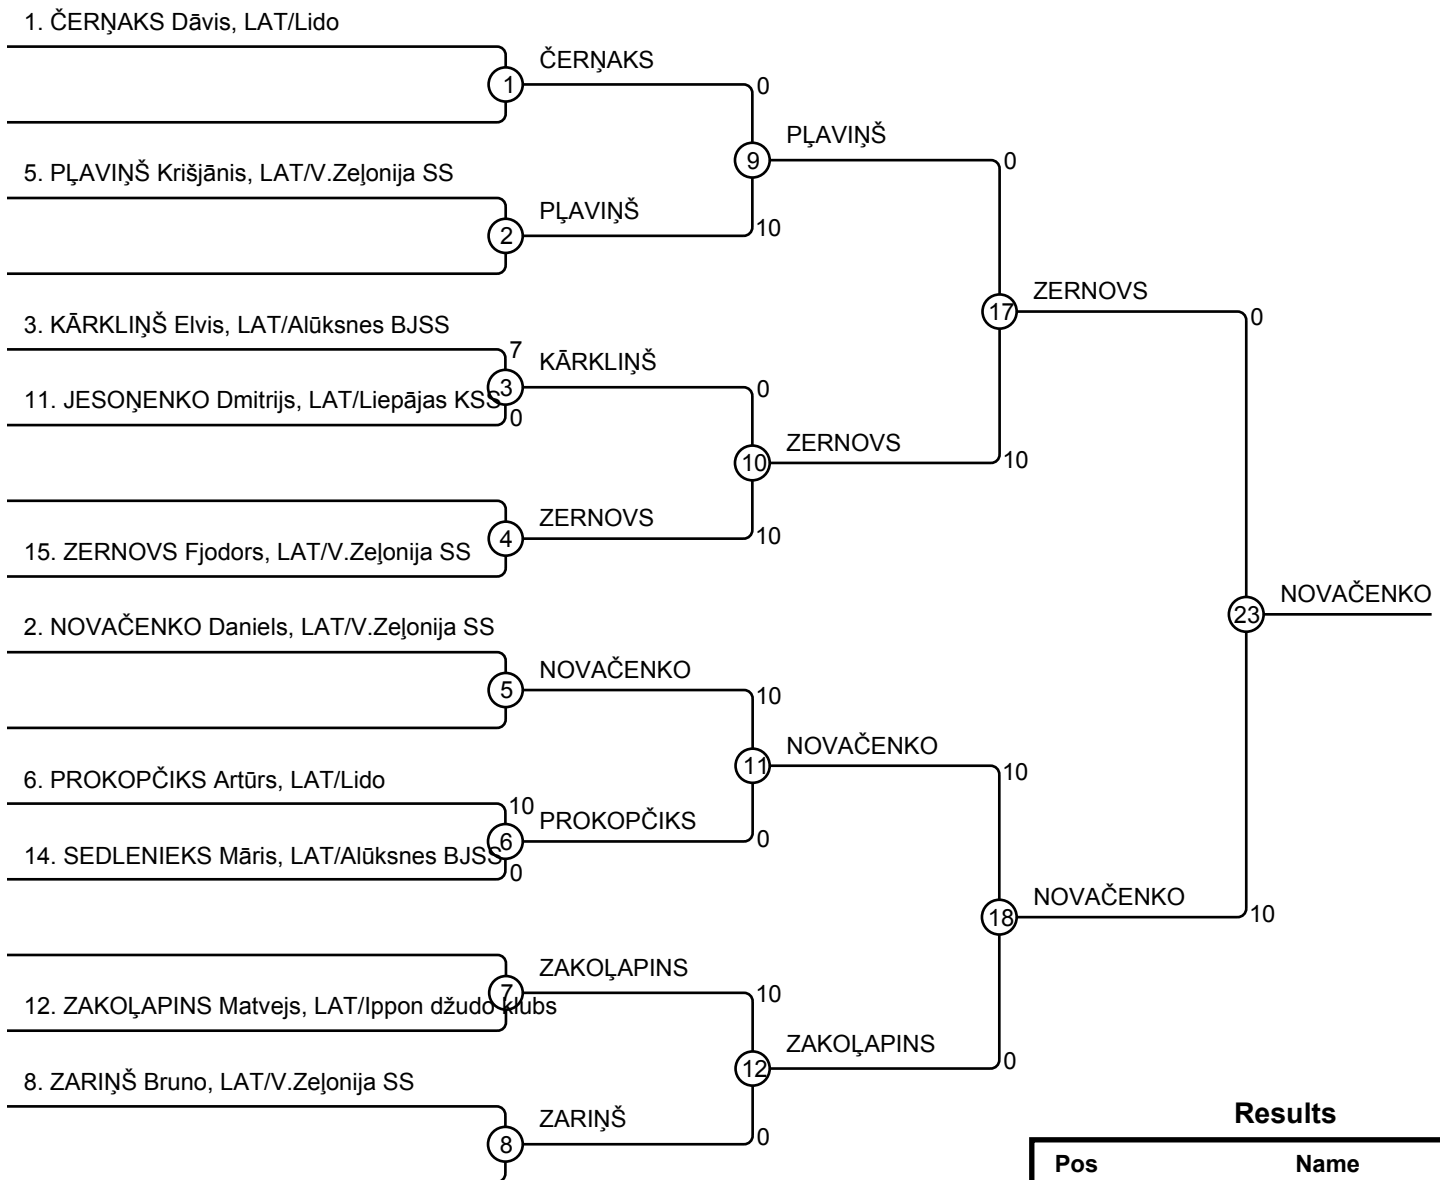 1. ČERŅAKS Dāvis, LAT/Lido
1
ČERŅAKS
0
5. PĻAVIŅŠ Krišjānis, LAT/V.Zeļonija SS
2
PĻAVIŅŠ
10
9
PĻAVIŅŠ
0
3. KĀRKLIŅŠ Elvis, LAT/Alūksnes BJSS
7
11. JESOŅENKO Dmitrijs, LAT/Liepājas KSS
0
3
KĀRKLIŅŠ
0
15. ZERNOVS Fjodors, LAT/V.Zeļonija SS
4
ZERNOVS
10
10
ZERNOVS
10
17
ZERNOVS
0
2. NOVAČENKO Daniels, LAT/V.Zeļonija SS
5
NOVAČENKO
10
6. PROKOPČIKS Artūrs, LAT/Lido
10
14. SEDLENIEKS Māris, LAT/Alūksnes BJSS
0
6
PROKOPČIKS
0
11
NOVAČENKO
10
12. ZAKOĻAPINS Matvejs, LAT/Ippon džudo klubs
7
ZAKOĻAPINS
10
8. ZARIŅŠ Bruno, LAT/V.Zeļonija SS
8
ZARIŅŠ
0
12
ZAKOĻAPINS
0
18
NOVAČENKO
10
23
NOVAČENKO
Results
Pos Name